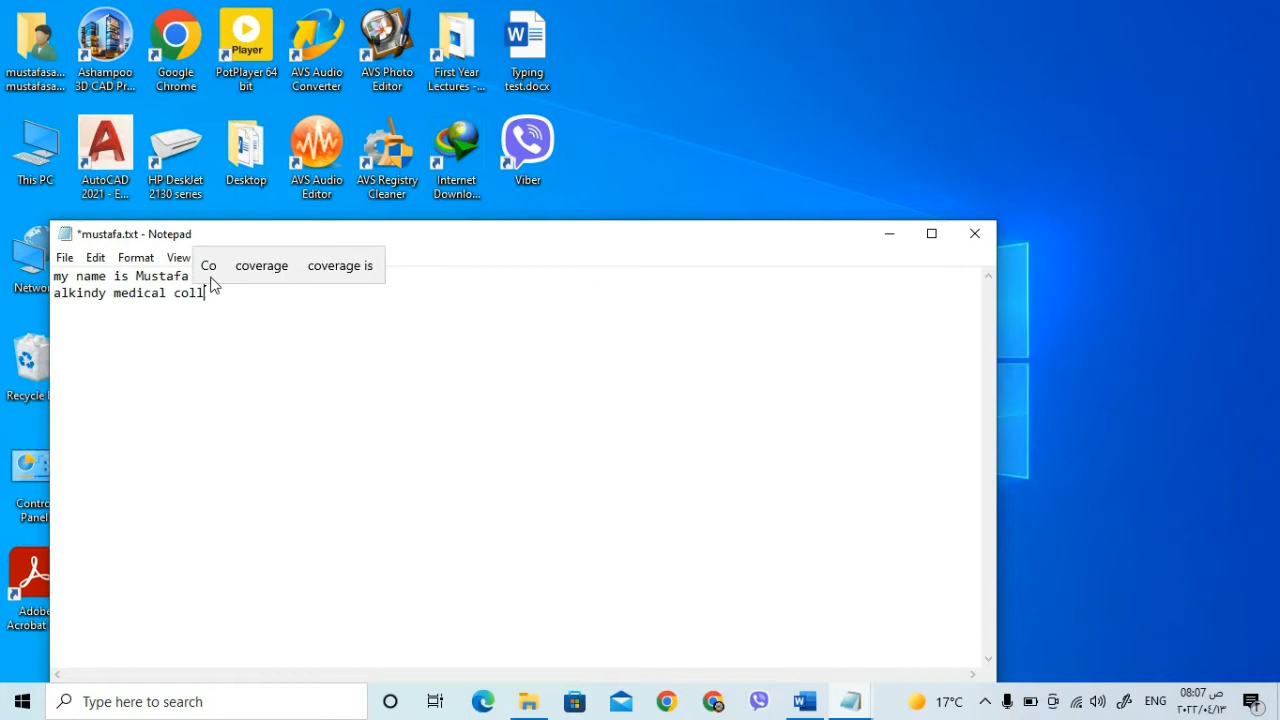 mustafasa... Ashampoo Google PotPlayer 64 AVS Audio AVS Photo First Year Typing
mustafasa... 3D CAD Pr... Chrome bit Converter Editor Lectures -... test.docx
Player
This PC AutoCAD HP DeskJet Desktop AVS Audio AVS Registry Internet Viber
2021 - E... 2130 series Editor Cleaner Downlo...
*mustafa.txt - Notepad
File Edit Format View
Co coverage coverage is
my name is Mustafa
alkindy medical coll
Netwo
Recycle
Contro
Panel
Adobe
Acrobat
Type here to search
17°C
ENG
08:07 ص
٢٠٢٢/٠٤/١٣